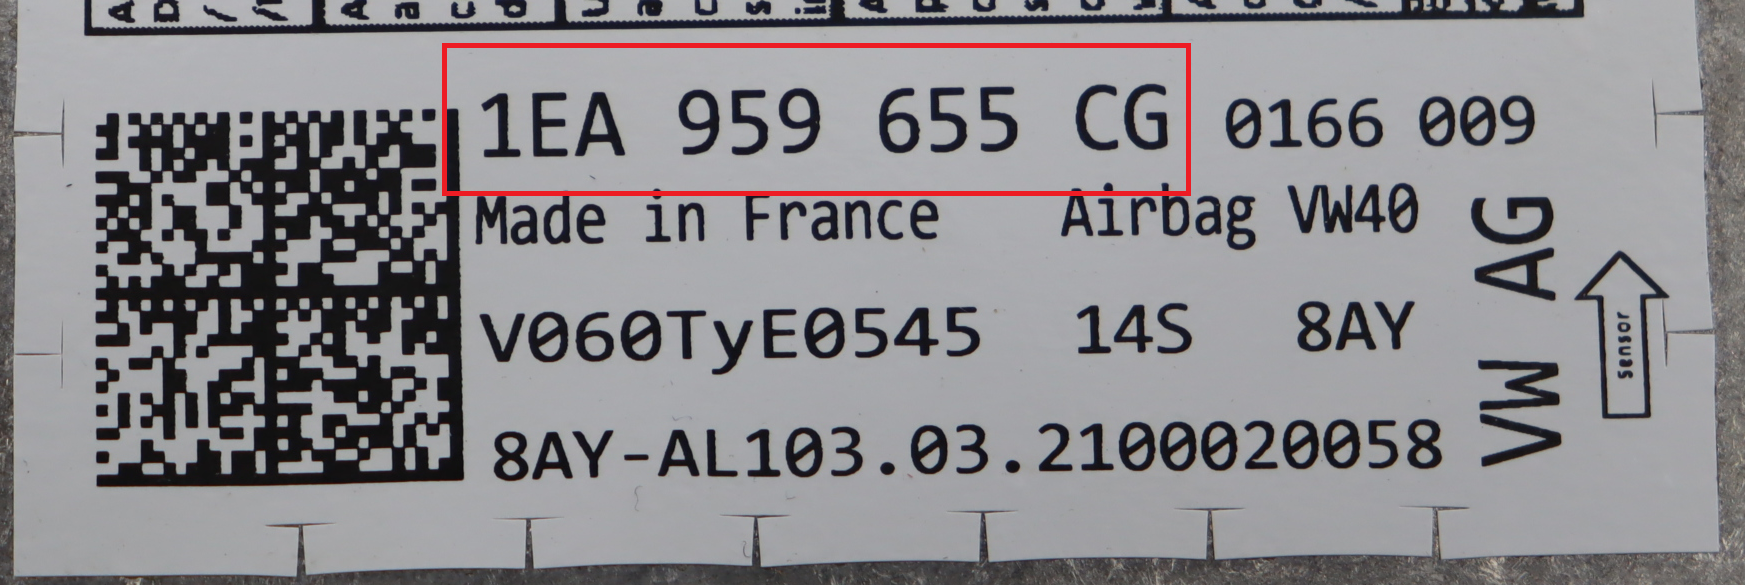 1EA 959 655 CG 0166 009
Made in France Airbag VW40
V060TyE0545 14S 8AY
8AY-AL103.03.2100020058
VW AG
Sensor